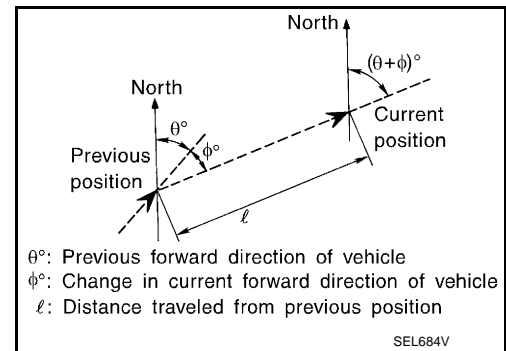 North
(θ+ϕ)°
North
θ°
ϕ°
Current
position
Previous
position
ℓ
θ°: Previous forward direction of vehicle
ϕ°: Change in current forward direction of vehicle
ℓ: Distance traveled from previous position
SEL684V